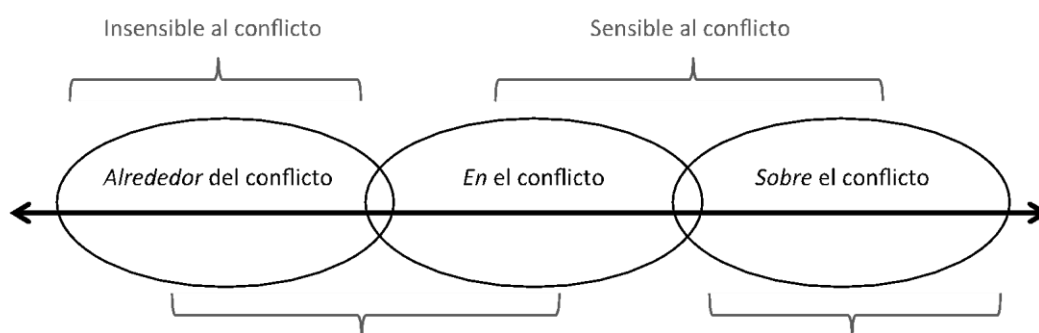 Insensible al conflicto
Sensible al conflicto
Alrededor del conflicto
En el conflicto
Sobre el conflicto